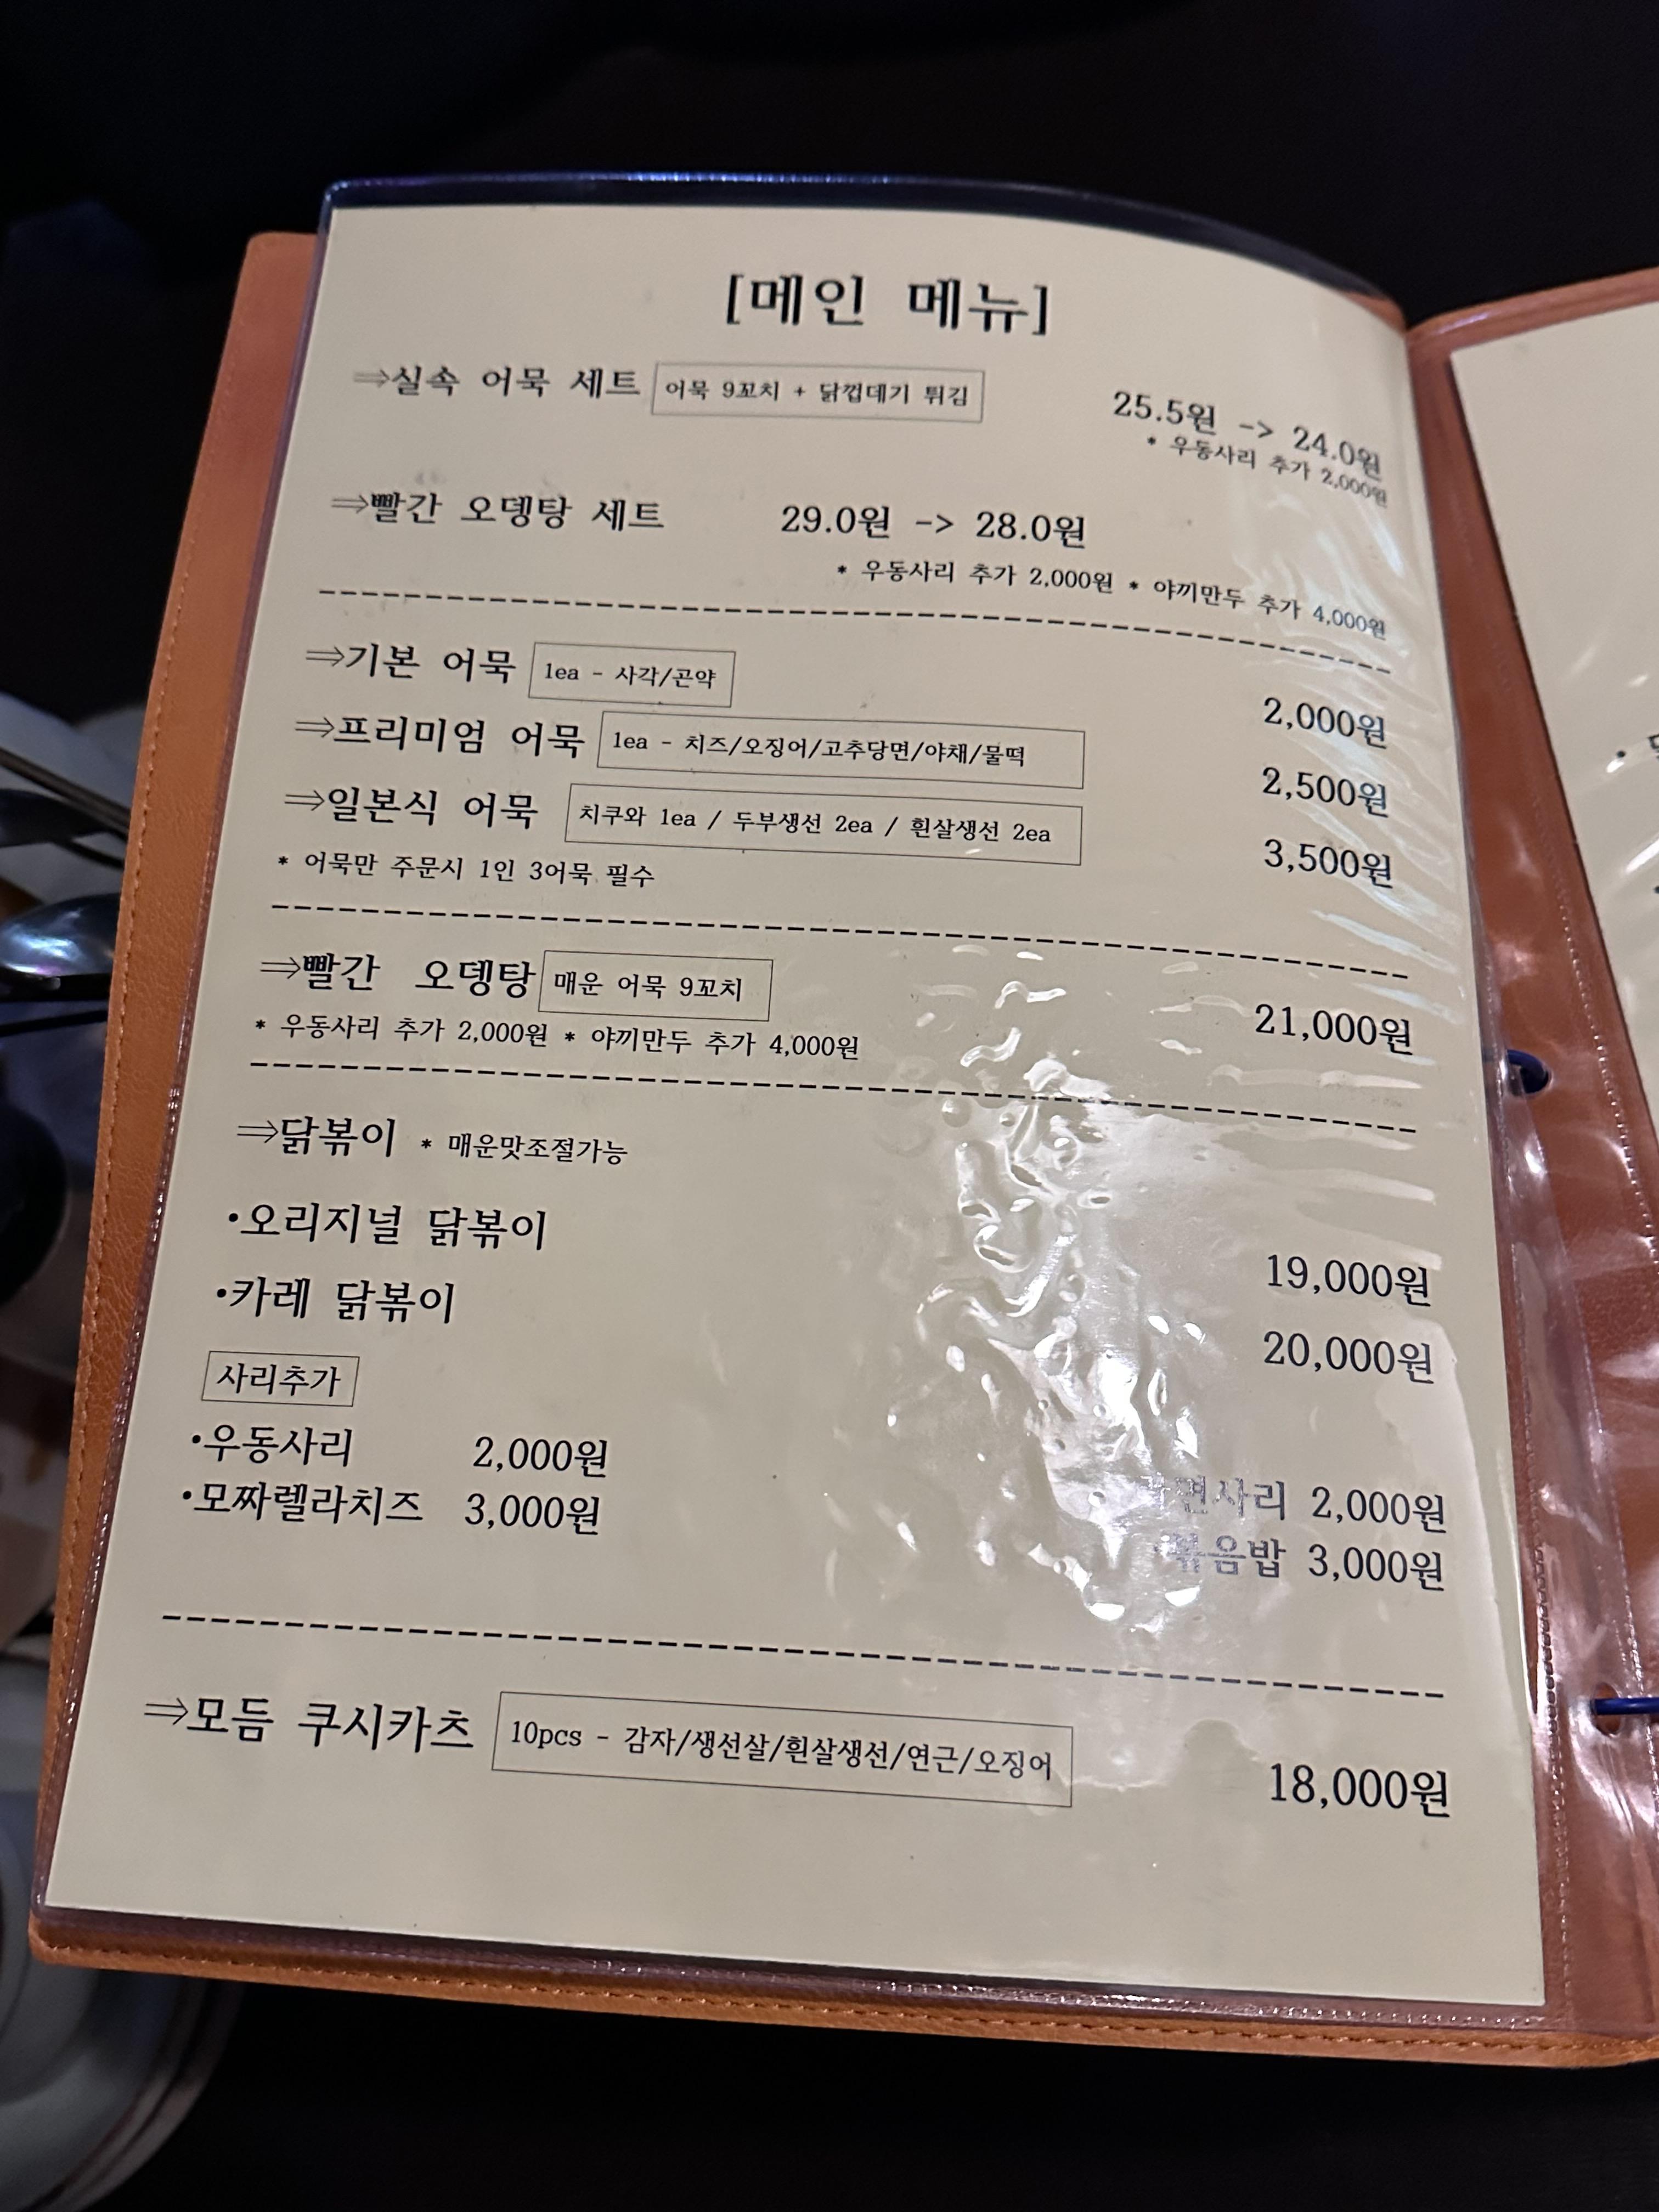 [메인 메뉴]
⇒실속 어묵 세트 어묵 9꼬치 + 닭껍데기 튀김 25.5원 -> 24.0원
* 우동사리 추가 2,000원
⇒빨간 오뎅탕 세트 29.0원 -> 28.0원
* 우동사리 추가 2,000원 * 야끼만두 추가 4,000원
⇒기본 어묵 1ea - 사각/곤약 2,000원
⇒프리미엄 어묵 1ea - 치즈/오징어/고추당면/야채/물떡 2,500원
⇒일본식 어묵 치쿠와 1ea / 두부생선 2ea / 흰살생선 2ea 3,500원
* 어묵만 주문시 1인 3어묵 필수
⇒빨간 오뎅탕 매운 어묵 9꼬치 21,000원
* 우동사리 추가 2,000원 * 야끼만두 추가 4,000원
⇒닭볶이 * 매운맛조절가능
•오리지널 닭볶이 19,000원
•카레 닭볶이 20,000원
사리추가
•우동사리 2,000원 2,000원
•모짜렐라치즈 3,000원 볶음밥 3,000원
⇒모듬 쿠시카츠 10pcs - 감자/생선살/흰살생선/연근/오징어 18,000원